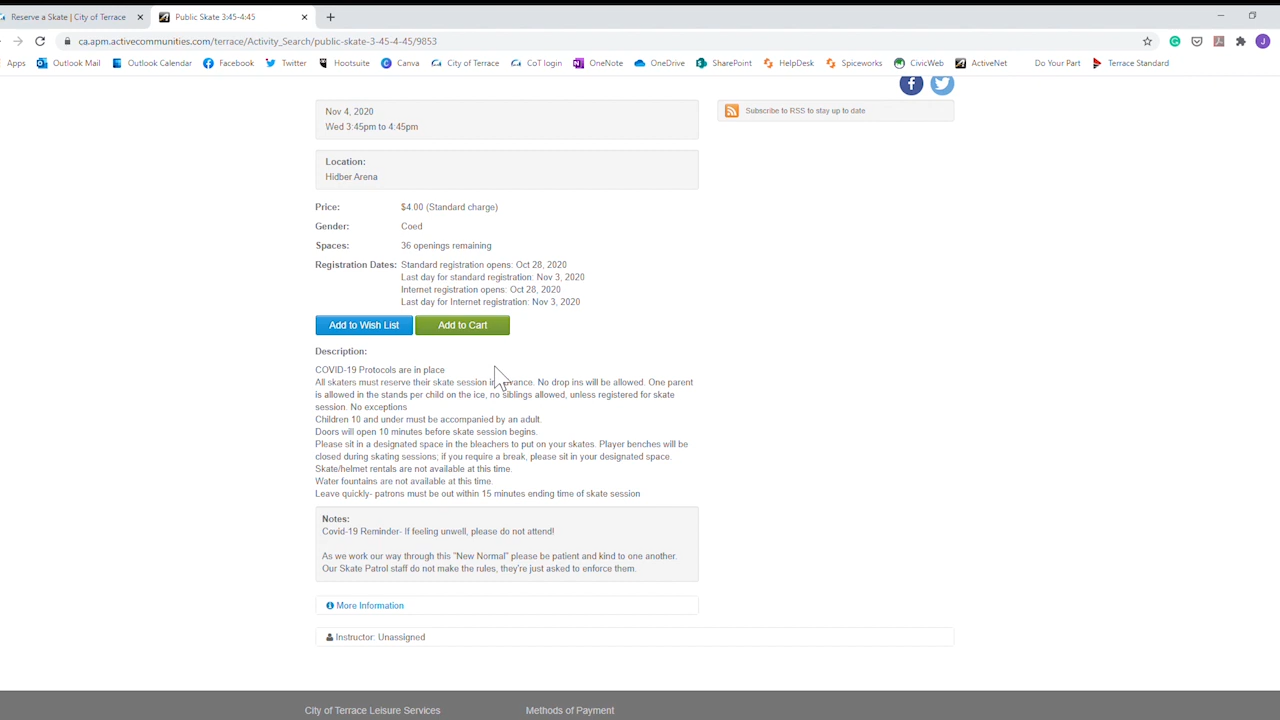 Reserve a Skate | City of Terrace
Public Skate 3:45-4:45
ca.apm.activecommunities.com/terrace/Activity_Search/public-skate-3-45-4-45/9853
J
Apps Outlook Mail Outlook Calendar Facebook Twitter Hootsuite Canva City of Terrace CoT login OneNote OneDrive SharePoint HelpDesk Spiceworks CivicWeb ActiveNet Do Your Part Terrace Standard
Nov 4, 2020
Wed 3:45pm to 4:45pm
Subscribe to RSS to stay up to date
Location:
Hidber Arena
Price: $4.00 (Standard charge)
Gender: Coed
Spaces: 36 openings remaining
Registration Dates: Standard registration opens: Oct 28, 2020
Last day for standard registration: Nov 3, 2020
Internet registration opens: Oct 28, 2020
Last day for Internet registration: Nov 3, 2020
Add to Wish List Add to Cart
Description:
COVID-19 Protocols are in place
All skaters must reserve their skate session in advance. No drop ins will be allowed. One parent
is allowed in the stands per child on the ice, no siblings allowed, unless registered for skate
session. No exceptions
Children 10 and under must be accompanied by an adult.
Doors will open 10 minutes before skate session begins.
Please sit in a designated space in the bleachers to put on your skates. Player benches will be
closed during skating sessions; if you require a break, please sit in your designated space.
Skate/helmet rentals are not available at this time.
Water fountains are not available at this time.
Leave quickly- patrons must be out within 15 minutes ending time of skate session
Notes:
Covid-19 Reminder- If feeling unwell, please do not attend!
As we work our way through this "New Normal" please be patient and kind to one another.
Our Skate Patrol staff do not make the rules, they're just asked to enforce them.
More Information
Instructor: Unassigned
City of Terrace Leisure Services
Methods of Payment